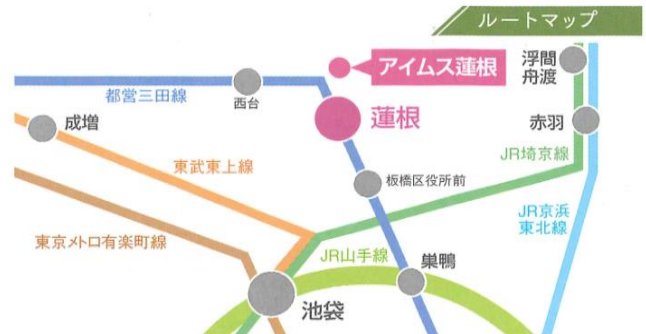 ルートマップ
アイムス蓮根
浮間
舟渡
都営三田線
西台
蓮根
成増
赤羽
JR埼京線
東武東上線
板橋区役所前
JR京浜
東北線
東京メトロ有楽町線
JR山手線
巣鴨
池袋